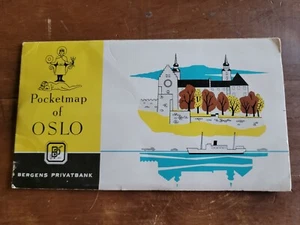 Pocketmap
of
OSLO
BERGENS PRIVATBANK